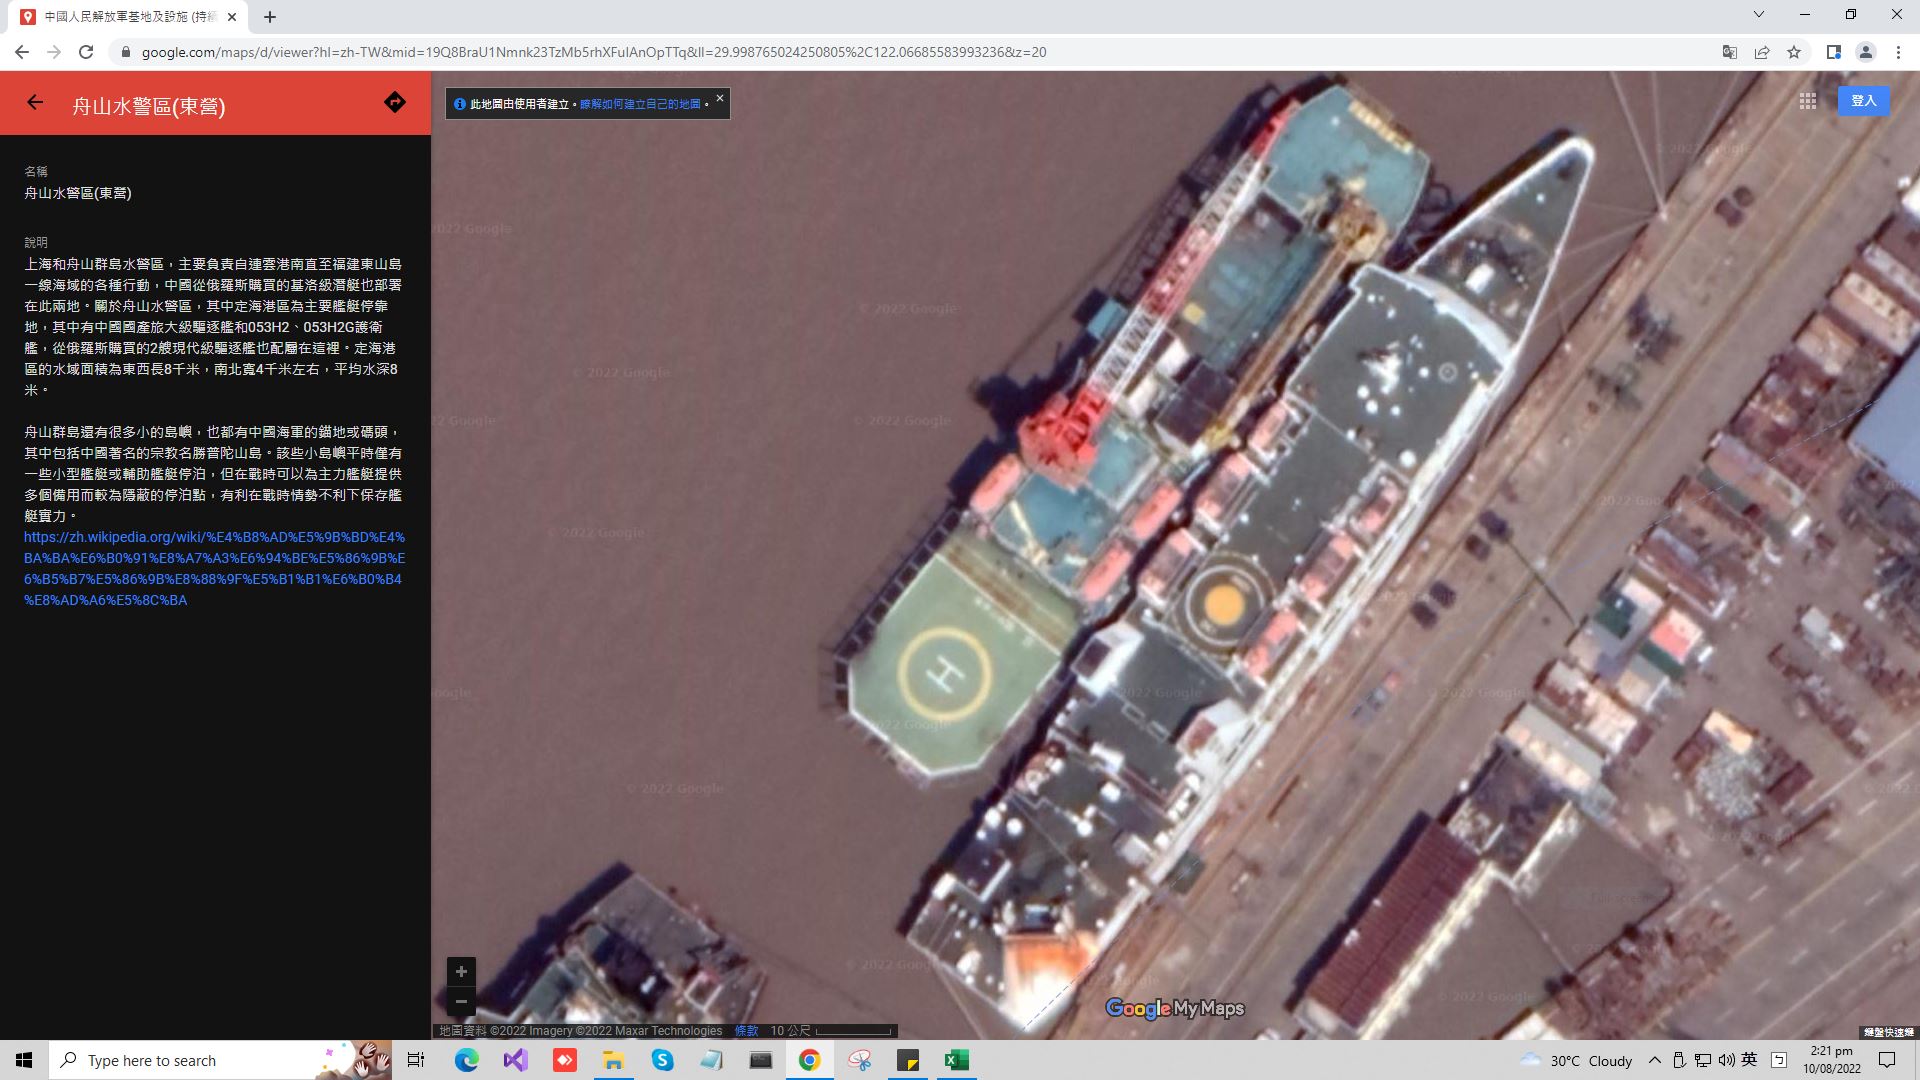 中國人民解放軍基地及設施 (持續
google.com/maps/d/viewer?hl=zh-TW&mid=19Q8BraU1Nmnk23TzMb5rhXFulAnOpTTq&ll=29.998765024250805%2C122.06685583993236&z=20
舟山水警區(東營)
此地圖由使用者建立。瞭解如何建立自己的地圖。
登入
名稱
舟山水警區(東營)
說明
上海和舟山群島水警區，主要負責自連雲港南直至福建東山島
一線海域的各種行動，中國從俄羅斯購買的基洛級潛艇也部署
在此兩地。關於舟山水警區，其中定海港區為主要艦艇停靠
地，其中有中國國產旅大級驅逐艦和053H2、053H2G護衛
艦，從俄羅斯購買的2艘現代級驅逐艦也配屬在這裡。定海港
區的水域面積為東西長8千米，南北寬4千米左右，平均水深8
米。
舟山群島還有很多小的島嶼，也都有中國海軍的錨地或碼頭，
其中包括中國著名的宗教名勝普陀山島。該些小島嶼平時僅有
一些小型艦艇或輔助艦艇停泊，但在戰時可以為主力艦艇提供
多個備用而較為隱蔽的停泊點，有利在戰時情勢不利下保存艦
艇實力。
https://zh.wikipedia.org/wiki/%E4%B8%AD%E5%9B%BD%E4%
BA%BA%E6%B0%91%E8%A7%A3%E6%94%BE%E5%86%9B%E
6%B5%B7%E5%86%9B%E8%88%9F%E5%B1%B1%E6%B0%B4
%E8%AD%A6%E5%8C%BA
© 2022 Google
© 2022 Google
© 2022 Google
© 2022 Google
© 2022 Google
© 2022 Google
H
Google My Maps
地圖資料 ©2022 Imagery ©2022 Maxar Technologies 條款 10 公尺
鍵盤快速鍵
Type here to search
30°C Cloudy
英
2:21 pm
10/08/2022